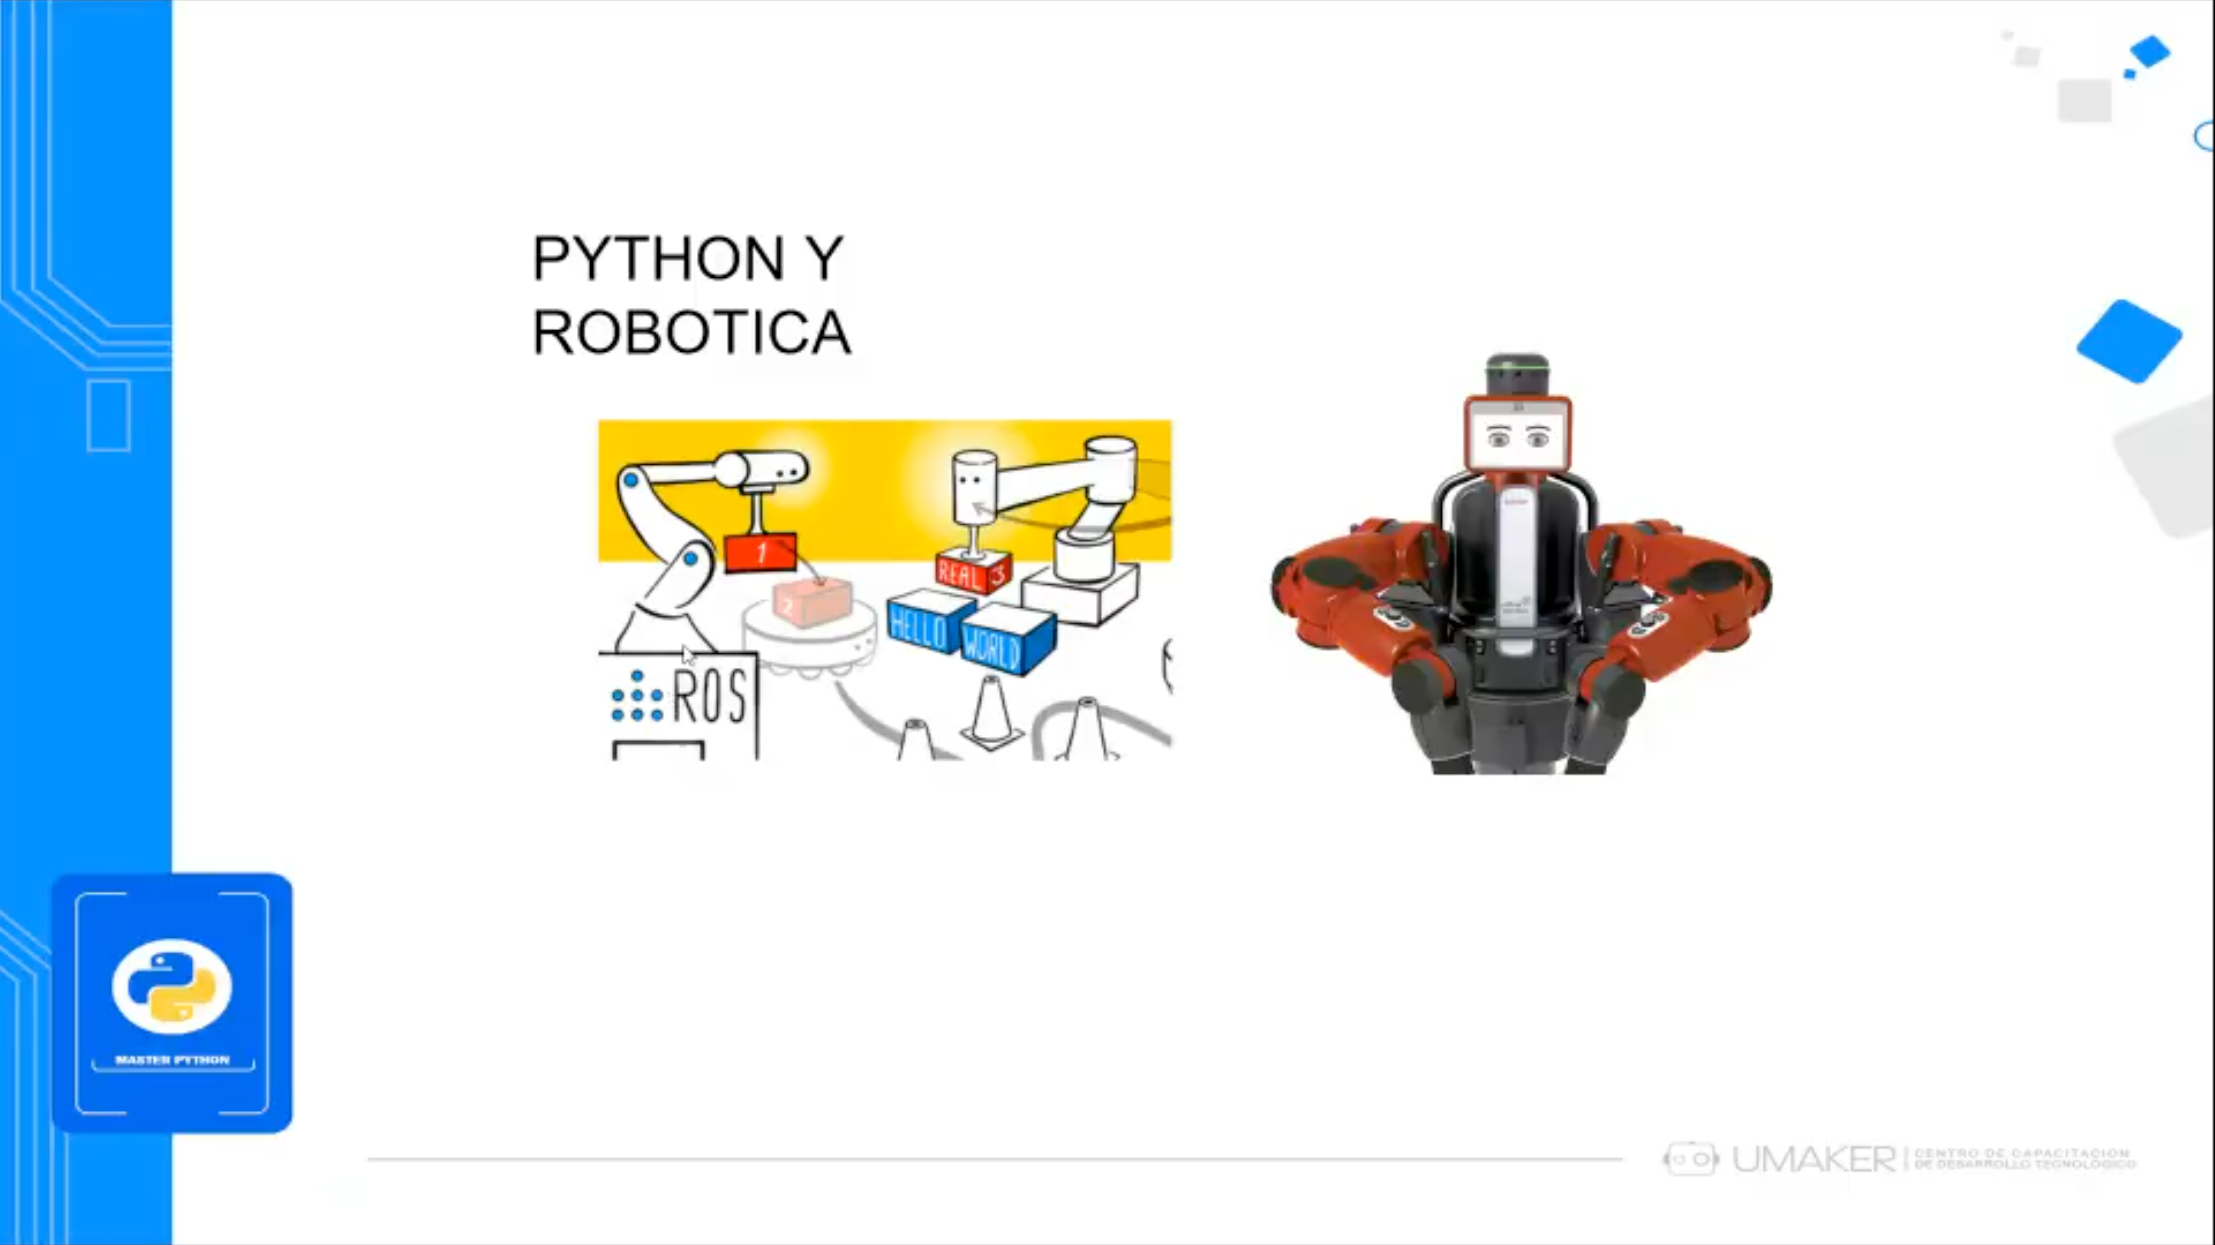 PYTHON Y
ROBOTICA
1
2
REAL 3
HELLO
WORLD
ROS
MASTER PYTHON
UMAKER
CENTRO DE CAPACITACION
DE DESARROLLO TECNOLOGICO